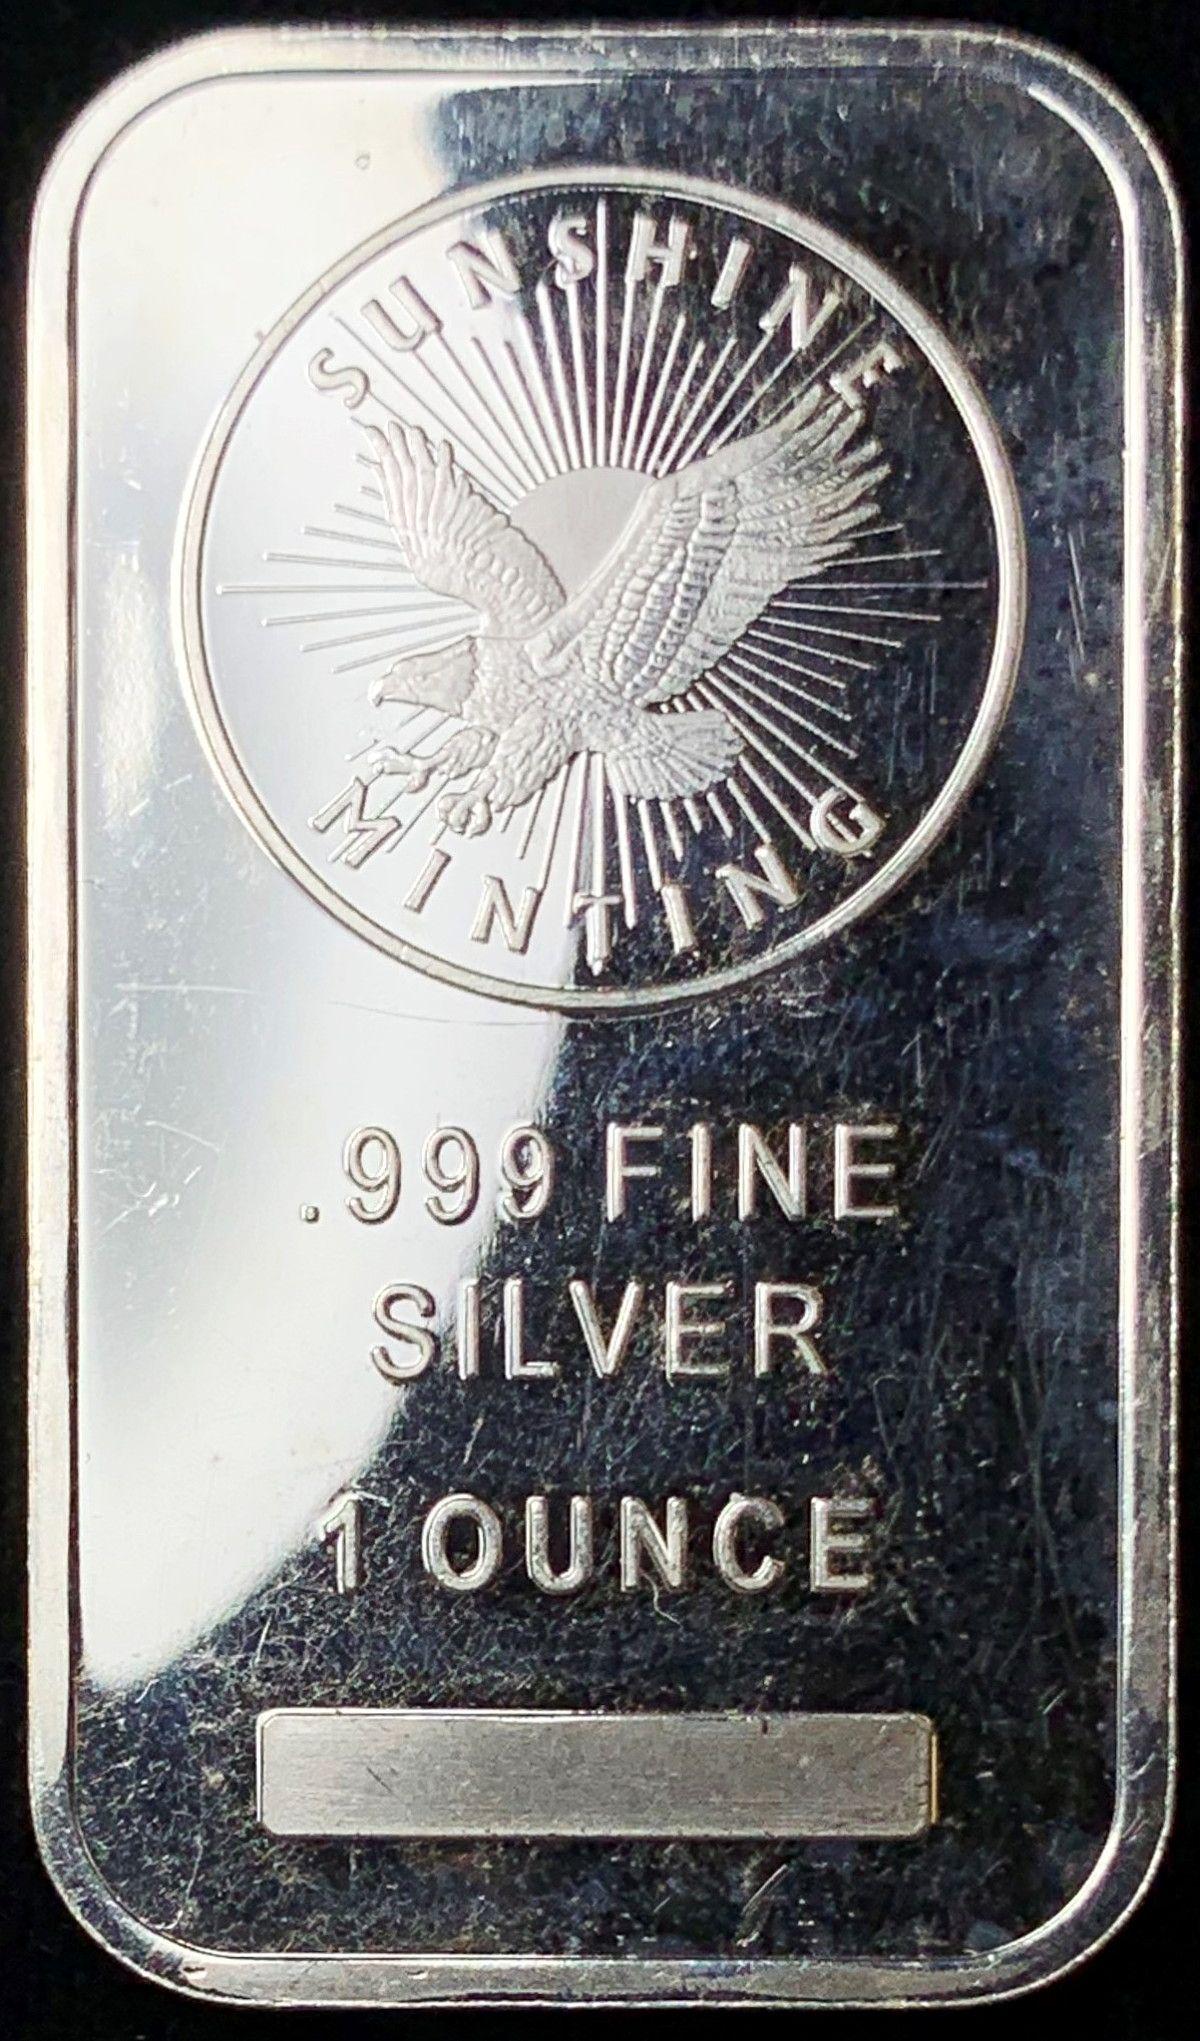 SUNSHINE
MINTING
.999 FINE
SILVER
1 OUNCE